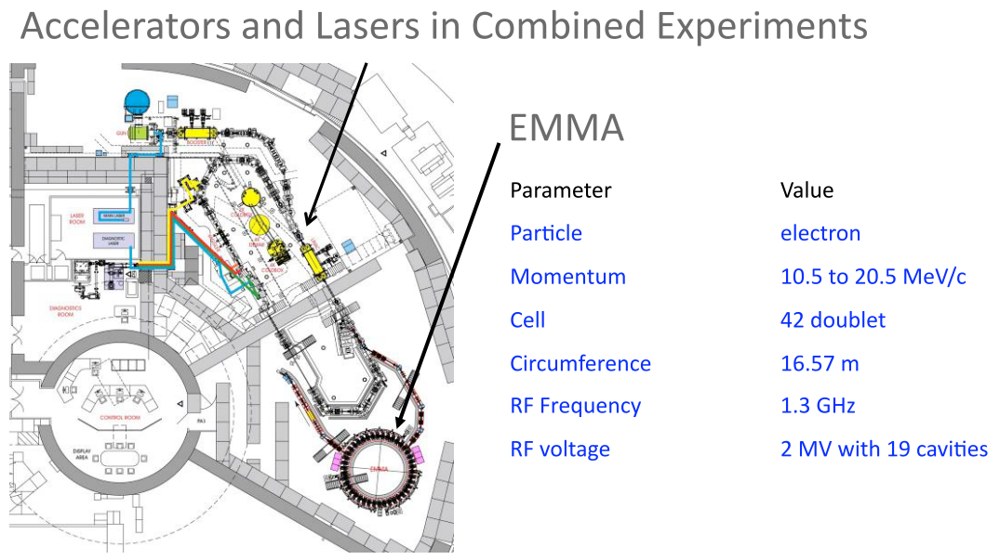 Accelerators and Lasers in Combined Experiments
EMMA
Parameter Value
Particle electron
Momentum 10.5 to 20.5 MeV/c
Cell 42 doublet
Circumference 16.57 m
RF Frequency 1.3 GHz
RF voltage 2 MV with 19 cavities
GUN
BOOSTER
LASER
ROOM
MAIN LASER
DIAGNOSTIC
LASER
DIAGNOSTICS
ROOM
CONTROL ROOM
DISPLAY
AREA
PA1
EMMA